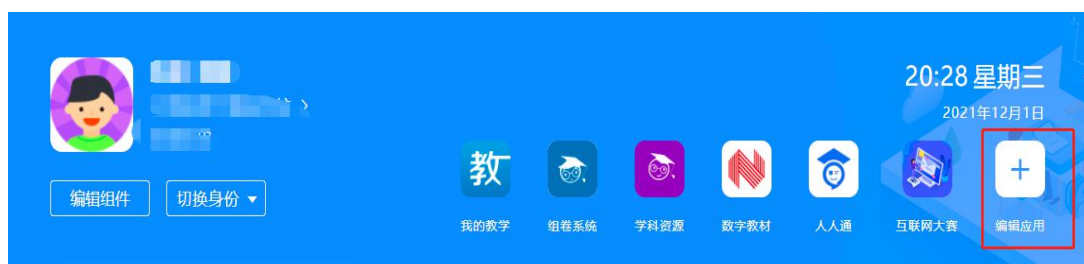 20:28 星期三
2021年12月1日
编辑组件
切换身份
教
N
我的教学
组卷系统
学科资源
数字教材
人人通
互联网大赛
编辑应用